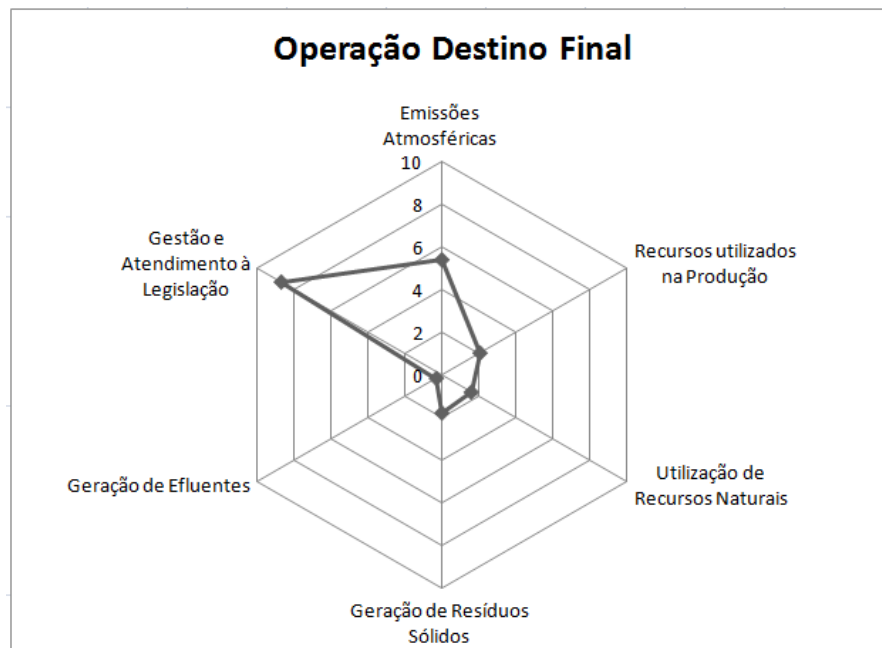 Operação Destino Final
Emissões
Atmosféricas
10
8
6
4
2
0
Recursos utilizados
na Produção
Utilização de
Recursos Naturais
Geração de Resíduos
Sólidos
Geração de Efluentes
Gestão e
Atendimento à
Legislação